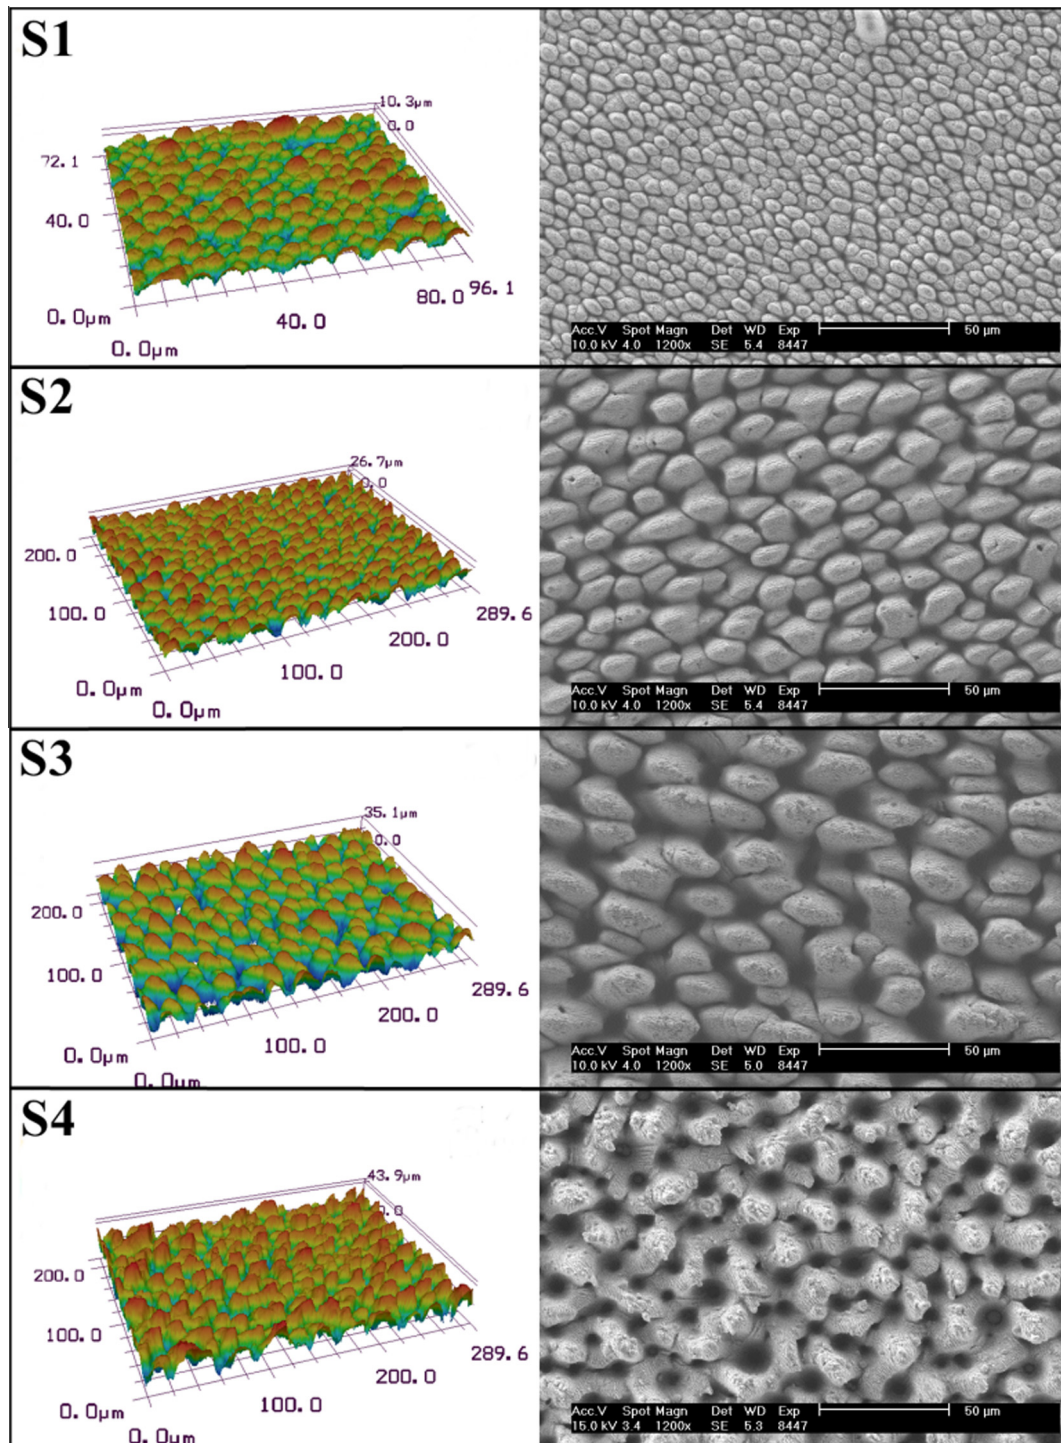 S1
10.3μm
0.0
72.1
40.0
0.0μm
0.0μm
40.0
80.0
96.1
Acc.V Spot Magn Det WD Exp 50 μm
10.0 kV 4.0 1200x SE 5.4 8447
S2
26.7μm
0.0
200.0
100.0
0.0μm
0.0μm
100.0
200.0
289.6
Acc.V Spot Magn Det WD Exp 50 μm
10.0 kV 4.0 1200x SE 5.4 8447
S3
35.1μm
0.0
200.0
100.0
0.0μm
0.0μm
100.0
200.0
289.6
Acc.V Spot Magn Det WD Exp 50 μm
10.0 kV 4.0 1200x SE 5.0 8447
S4
43.9μm
0.0
200.0
100.0
0.0μm
0.0μm
100.0
200.0
289.6
Acc.V Spot Magn Det WD Exp 50 μm
15.0 kV 3.4 1200x SE 5.3 8447